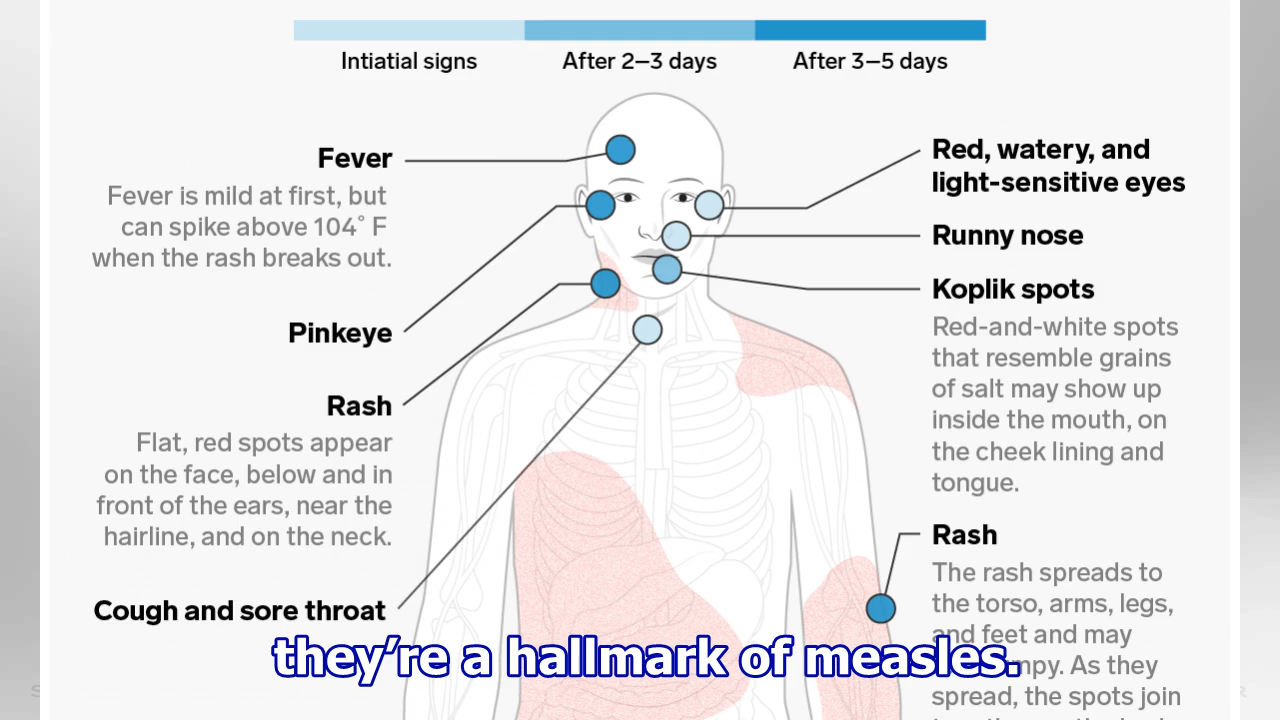 Intiatial signs
After 2–3 days
After 3–5 days
Fever
Fever is mild at first, but
can spike above 104° F
when the rash breaks out.
Pinkeye
Rash
Flat, red spots appear
on the face, below and in
front of the ears, near the
hairline, and on the neck.
Cough and sore throat
Red, watery, and
light-sensitive eyes
Runny nose
Koplik spots
Red-and-white spots
that resemble grains
of salt may show up
inside the mouth, on
the cheek lining and
tongue.
Rash
The rash spreads to
the torso, arms, legs,
and feet and may
As they
spread, the spots join
they're a hallmark of measles.